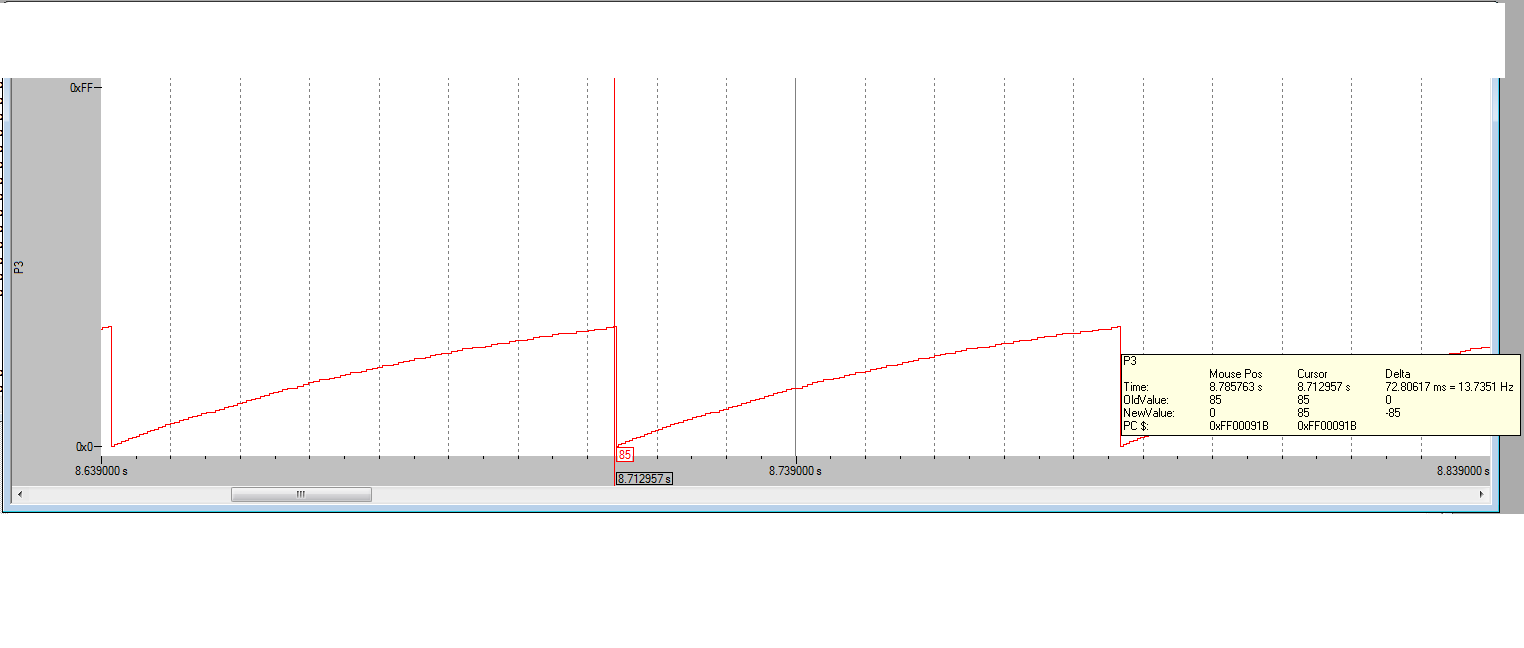 0xFF
P3
P3
Mouse Pos Cursor Delta
Time: 8.785763 s 8.712957 s 72.80617 ms = 13.7351 Hz
OldValue: 85 85 0
NewValue: 0 85 -85
PC $: 0xFF00091B 0xFF00091B
0x0
85
8.639000 s 8.739000 s 8.839000 s
8.712957 s